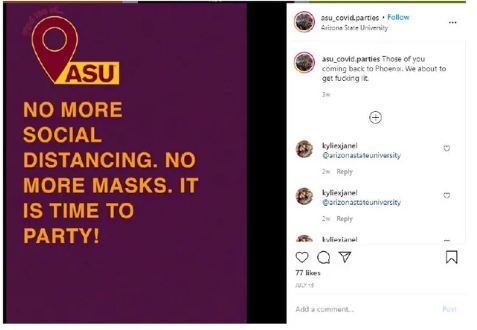 ASU
NO MORE
SOCIAL
DISTANCING. NO
MORE MASKS. IT
IS TIME TO
PARTY!
asu_covid.parties • Follow
Arizona State University
asu_covid.parties Those of you
coming back to Phoenix. We about to
get fucking lit.
3w
kyliexjanel
@arizonastateuniversity
2w Reply
kyliexjanel
@arizonastateuniversity
2w Reply
kyliexjanel
77 likes
JULY
Add a comment...
Post